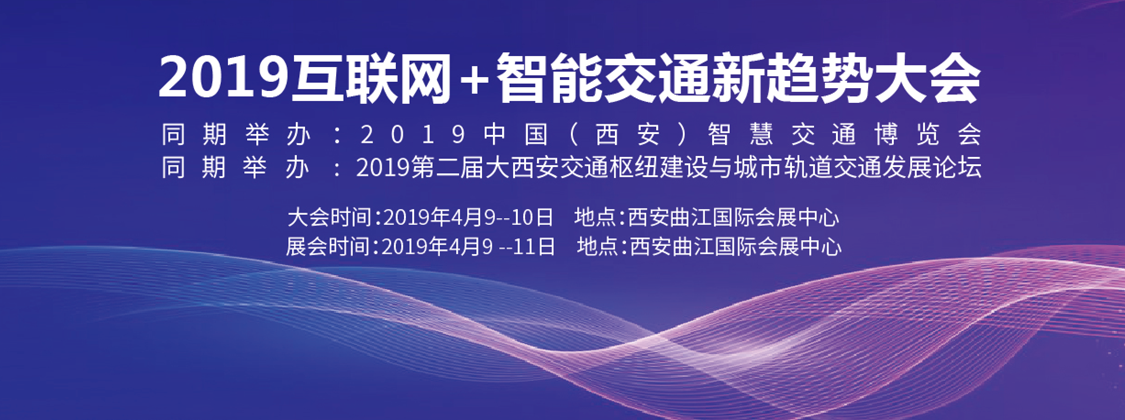 2019互联网+智能交通新趋势大会
同期举办：2019中国（西安）智慧交通博览会
同期举办：2019第二届大西安交通枢纽建设与城市轨道交通发展论坛
大会时间：2019年4月9--10日 地点：西安曲江国际会展中心
展会时间：2019年4月9 --11日 地点：西安曲江国际会展中心